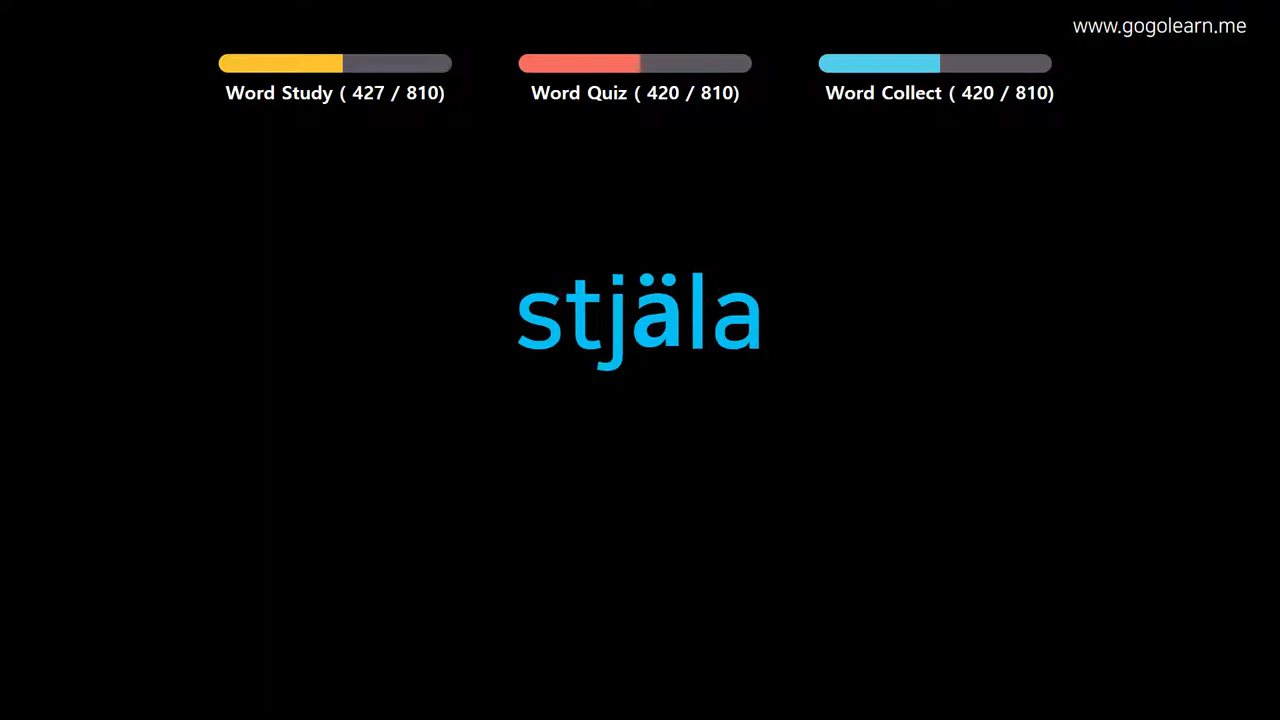 www.gogolearn.me
Word Study ( 427 / 810)
Word Quiz ( 420 / 810)
Word Collect ( 420 / 810)
stjäla